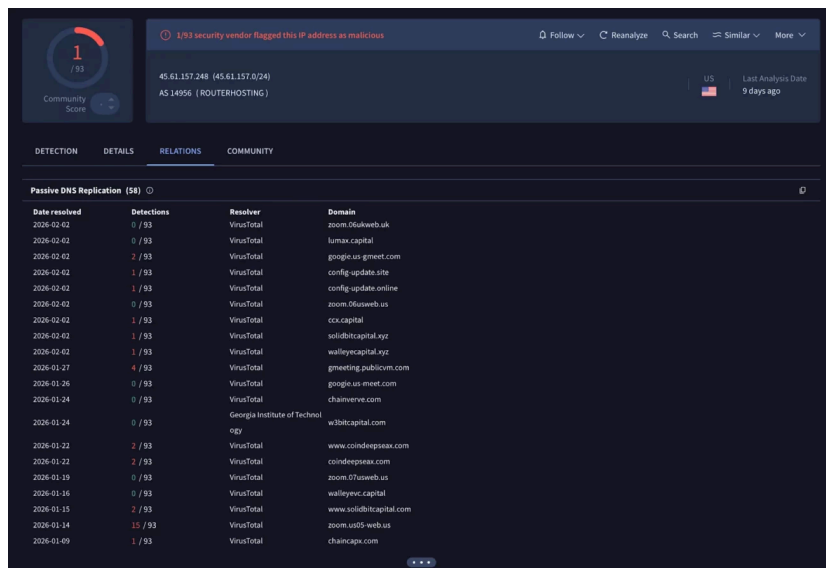 1
/ 93
Community
Score
-
1/93 security vendor flagged this IP address as malicious
Follow
Reanalyze
Search
Similar
More
45.61.157.248 (45.61.157.0/24)
AS 14956 ( ROUTERHOSTING )
US
Last Analysis Date
9 days ago
DETECTION DETAILS RELATIONS COMMUNITY
Passive DNS Replication (58)
Date resolved Detections Resolver Domain
2026-02-02 0 / 93 VirusTotal zoom.06ukweb.uk
2026-02-02 0 / 93 VirusTotal lumax.capital
2026-02-02 2 / 93 VirusTotal googie.us-gmeet.com
2026-02-02 1 / 93 VirusTotal config-update.site
2026-02-02 1 / 93 VirusTotal config-update.online
2026-02-02 0 / 93 VirusTotal zoom.06usweb.us
2026-02-02 1 / 93 VirusTotal ccx.capital
2026-02-02 1 / 93 VirusTotal solidbitcapital.xyz
2026-02-02 1 / 93 VirusTotal walleyecapital.xyz
2026-01-27 4 / 93 VirusTotal gmeeting.publicvm.com
2026-01-26 0 / 93 VirusTotal googie.us-meet.com
2026-01-24 0 / 93 VirusTotal chainverve.com
2026-01-24 0 / 93 Georgia Institute of Technol
ogy w3bitcapital.com
2026-01-22 2 / 93 VirusTotal www.coindeepseax.com
2026-01-22 2 / 93 VirusTotal coindeepseax.com
2026-01-19 0 / 93 VirusTotal zoom.07usweb.us
2026-01-16 0 / 93 VirusTotal walleyevc.capital
2026-01-15 2 / 93 VirusTotal www.solidbitcapital.com
2026-01-14 15 / 93 VirusTotal zoom.us05-web.us
2026-01-09 1 / 93 VirusTotal chaincapx.com